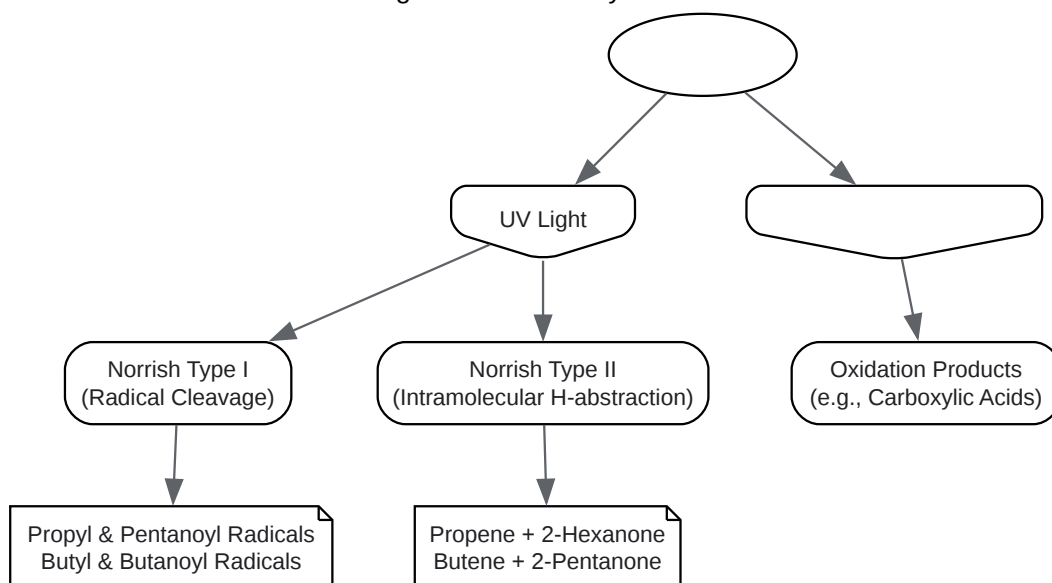 UV Light
Norrish Type I
(Radical Cleavage)
Norrish Type II
(Intramolecular H-abstraction)
Oxidation Products
(e.g., Carboxylic Acids)
Propyl & Pentanoyl Radicals
Butyl & Butanoyl Radicals
Propene + 2-Hexanone
Butene + 2-Pentanone